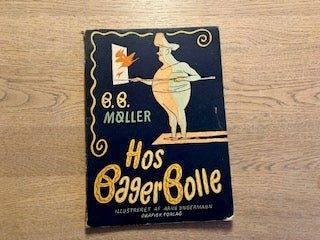 B. B.
MØLLER
Hos
Bager Bolle
ILLUSTRERET AF ARNE UNGERMANN
GRAFISK FORLAG